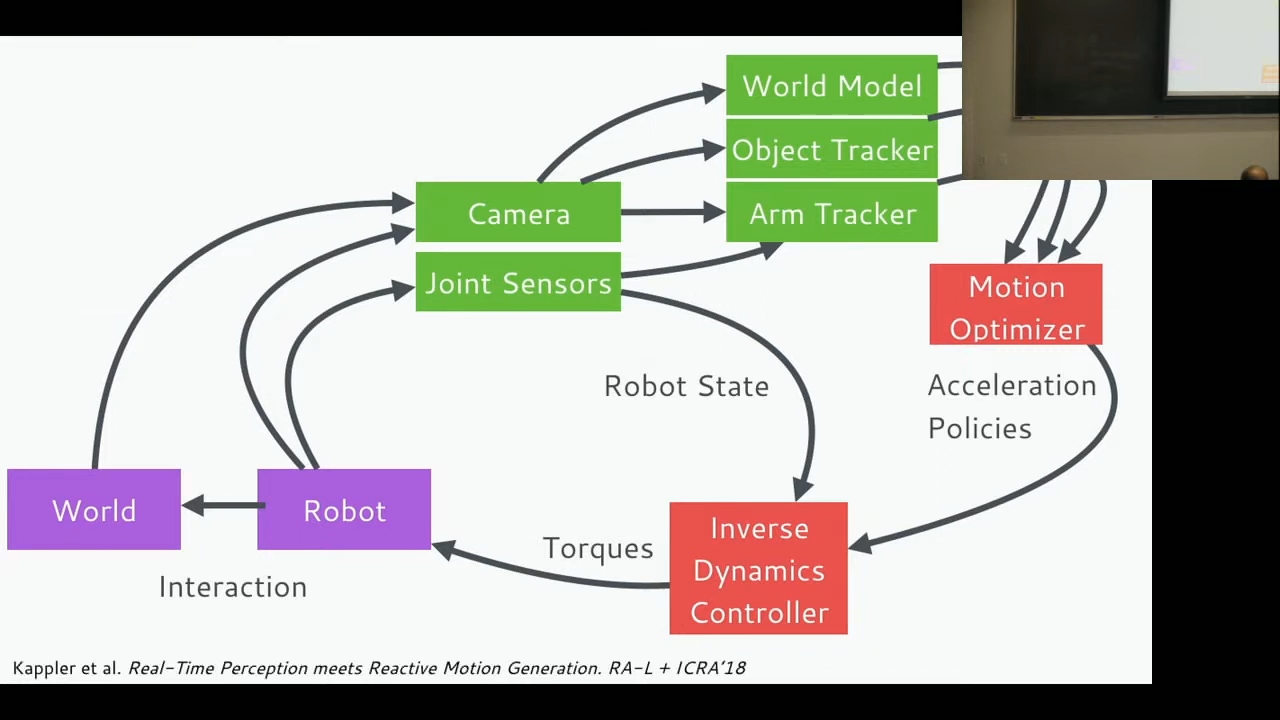 World Model
Object Tracker
Camera
Arm Tracker
Joint Sensors
Motion
Optimizer
Robot State
Acceleration
Policies
World
Robot
Inverse
Dynamics
Controller
Torques
Interaction
Kappler et al. Real-Time Perception meets Reactive Motion Generation. RA-L + ICRA'18